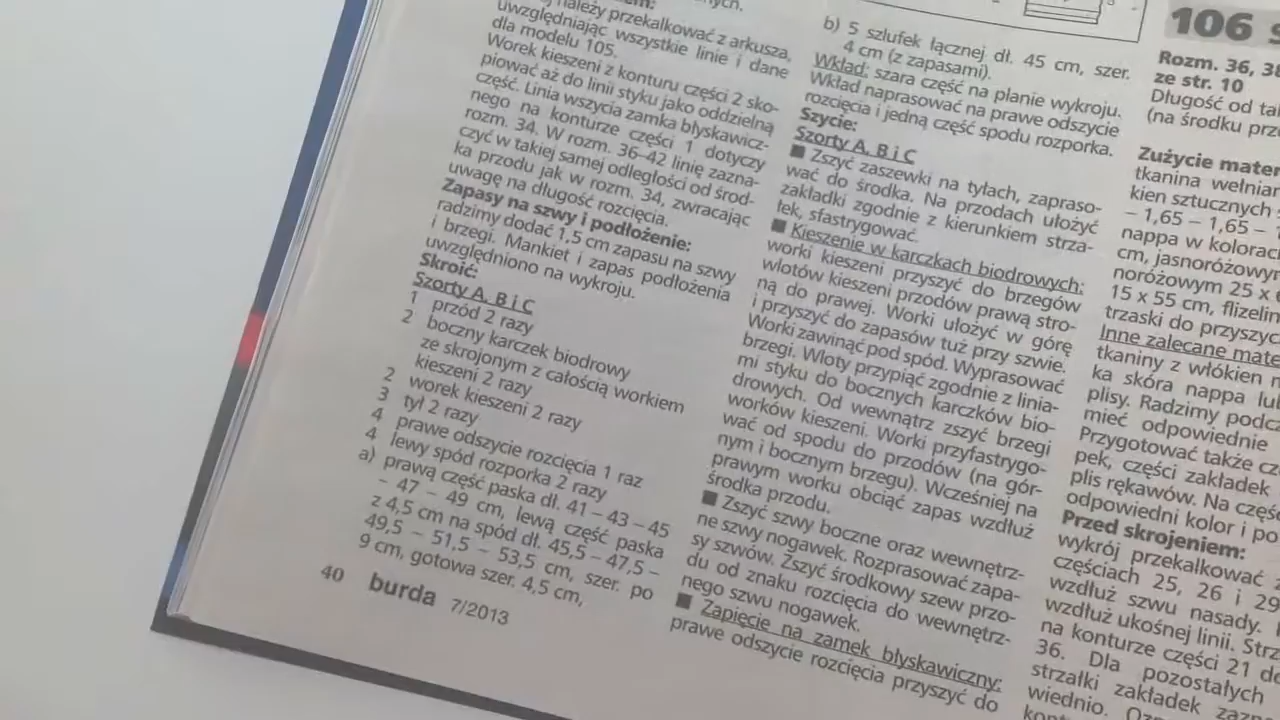 należy przekalkować z arkusza,
uwzględniając wszystkie linie i dane
dla modelu 105.
Worek kieszeni z konturu części 2 sko-
piować aż do linii styku jako oddzielną
część. Linia wszycia zamka błyskawicz-
nego na konturze części 1 dotyczy
rozm. 34. W rozm. 36–42 linię zazna-
czyć w takiej samej odległości od środ-
ka przodu jak w rozm. 34, zwracając
uwagę na długość rozcięcia.
Zapasy na szwy i podłożenie:
radzimy dodać 1,5 cm zapasu na szwy
i brzegi. Mankiet i zapas podłożenia
uwzględniono na wykroju.
Skroić:
Szorty A, B i C
1 przód 2 razy
2 boczny karczek biodrowy
ze skrojonym z całością workiem
kieszeni 2 razy
2 worek kieszeni 2 razy
3 tył 2 razy
4 prawe odszycie rozcięcia 1 raz
4 lewy spód rozporka 2 razy
a) prawą część paska dł. 41 – 43 – 45
– 47 – 49 cm, lewą część paska
z 4,5 cm na spód dł. 45,5 – 47,5 –
49,5 – 51,5 – 53,5 cm, szer. po
9 cm, gotowa szer. 4,5 cm,
40 burda 7/2013
b) 5 szlufek łącznej dł. 45 cm, szer.
4 cm (z zapasami).
Wkład: szara część na planie wykroju.
Wkład naprasować na prawe odszycie
rozcięcia i jedną część spodu rozporka.
Szycie:
Szorty A, B i C
■ Zszyć zaszewki na tyłach, zapraso-
wać do środka. Na przodach ułożyć
zakładki zgodnie z kierunkiem strza-
łek, sfastrygować.
■ Kieszenie w karczkach biodrowych:
worki kieszeni przyszyć do brzegów
wlotów kieszeni przodów prawą stro-
ną do prawej. Worki ułożyć w górę
i przyszyć do zapasów tuż przy szwie.
Worki zawinąć pod spód. Wyprasować
brzegi. Wloty przypiąć zgodnie z linia-
mi styku do bocznych karczków bio-
drowych. Od wewnątrz zszyć brzegi
worków kieszeni. Worki przyfastrygo-
wać od spodu do przodów (na gór-
nym i bocznym brzegu). Wcześniej na
prawym worku obciąć zapas wzdłuż
środka przodu.
■ Zszyć szwy boczne oraz wewnętrz-
ne szwy nogawek. Rozprasować zapa-
sy szwów. Zszyć środkowy szew przo-
du od znaku rozcięcia do wewnętrz-
nego szwu nogawek.
■ Zapięcie na zamek błyskawiczny:
prawe odszycie rozcięcia przyszyć do
106
Rozm. 36,
ze str. 10
Długość od
(na środku
Zużycie
tkanina
kien sztucznych
– 1,65 – 1,65 –
nappa w
cm,
noróżowym 25 x
15 x 55 cm,
trzaski do
Inne zalecane
tkaniny z włókien
ka skóra nappa
plisy. Radzimy
mieć odpowiednie
Przygotować także
pek, części zakładek
plis rękawów. Na
odpowiedni kolor i
Przed skrojeniem:
wykrój przekalkować
częściach 25, 26 i 29
wzdłuż szwu nasady.
wzdłuż ukośnej linii.
na konturze części 21
36. Dla pozostałych
strzałki zakładek
wiednio.